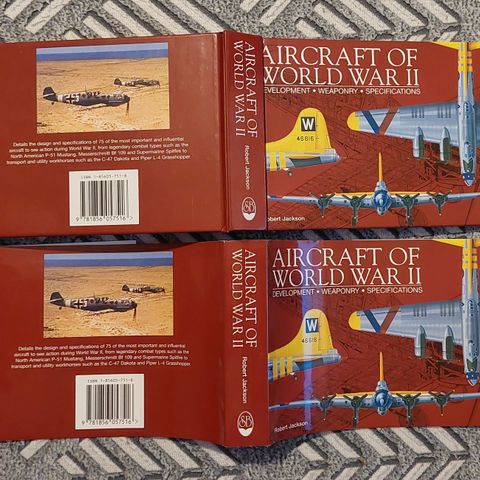 Details the design and specifications of 75 of the most important and influential
aircraft to see action during World War II, from legendary combat types such as the
North American P-51 Mustang, Messerschmitt Bf 109 and Supermarine Spitfire to
transport and utility workhorses such as the C-47 Dakota and Piper L-4 Grasshopper
ISBN 1-85605-751-8
9 781856 057516 >
AIRCRAFT OF
WORLD WAR II
Robert Jackson
S&B
AIRCRAFT OF
WORLD WAR II
DEVELOPMENT • WEAPONRY • SPECIFICATIONS
W
46616
Robert Jackson
Details the design and specifications of 75 of the most important and influential
aircraft to see action during World War II, from legendary combat types such as the
North American P-51 Mustang, Messerschmitt Bf 109 and Supermarine Spitfire to
transport and utility workhorses such as the C-47 Dakota and Piper L-4 Grasshopper
ISBN 1-85605-751-8
9 781856 057516 >
AIRCRAFT OF
WORLD WAR II
Robert Jackson
S&B
AIRCRAFT OF
WORLD WAR II
DEVELOPMENT • WEAPONRY • SPECIFICATIONS
W
46616
Robert Jackson